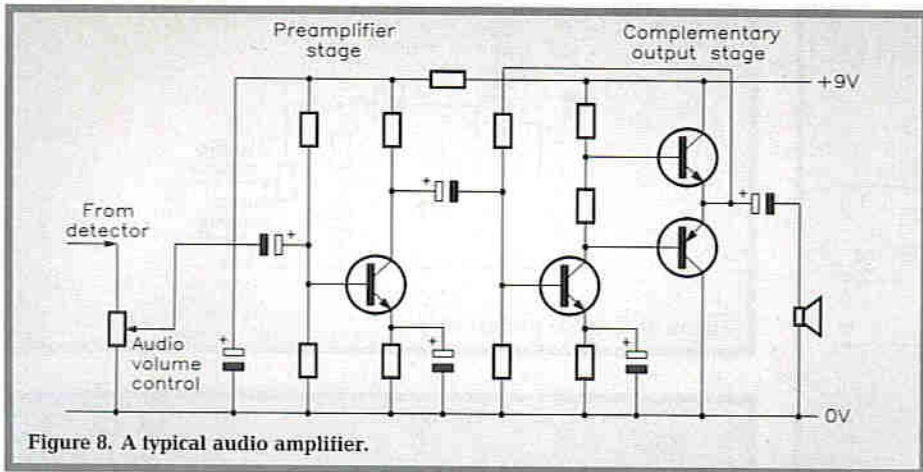 Preamplifier
stage
Complementary
output stage
+9V
From
detector
+
+
+
Audio
volume
control
+
+
+
0V
Figure 8. A typical audio amplifier.